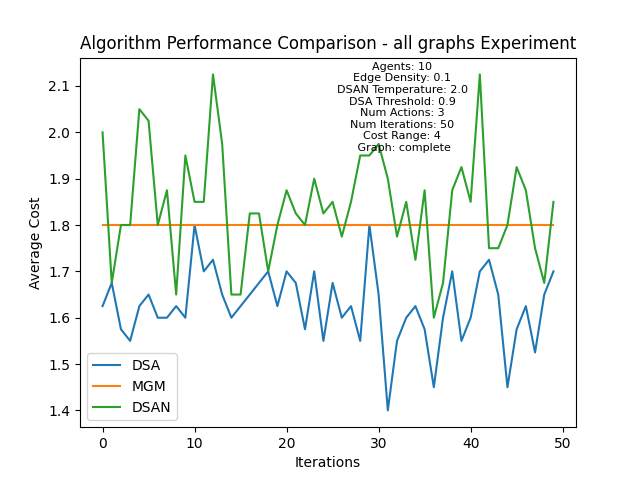 Algorithm Performance Comparison - all graphs Experiment
Agents: 10
Edge Density: 0.1
DSAN Temperature: 2.0
DSA Threshold: 0.9
Num Actions: 3
Num Iterations: 50
Cost Range: 4
Graph: complete
Average Cost
2.1
2.0
1.9
1.8
1.7
1.6
1.5
1.4
DSA
MGM
DSAN
0 10 20 30 40 50
Iterations